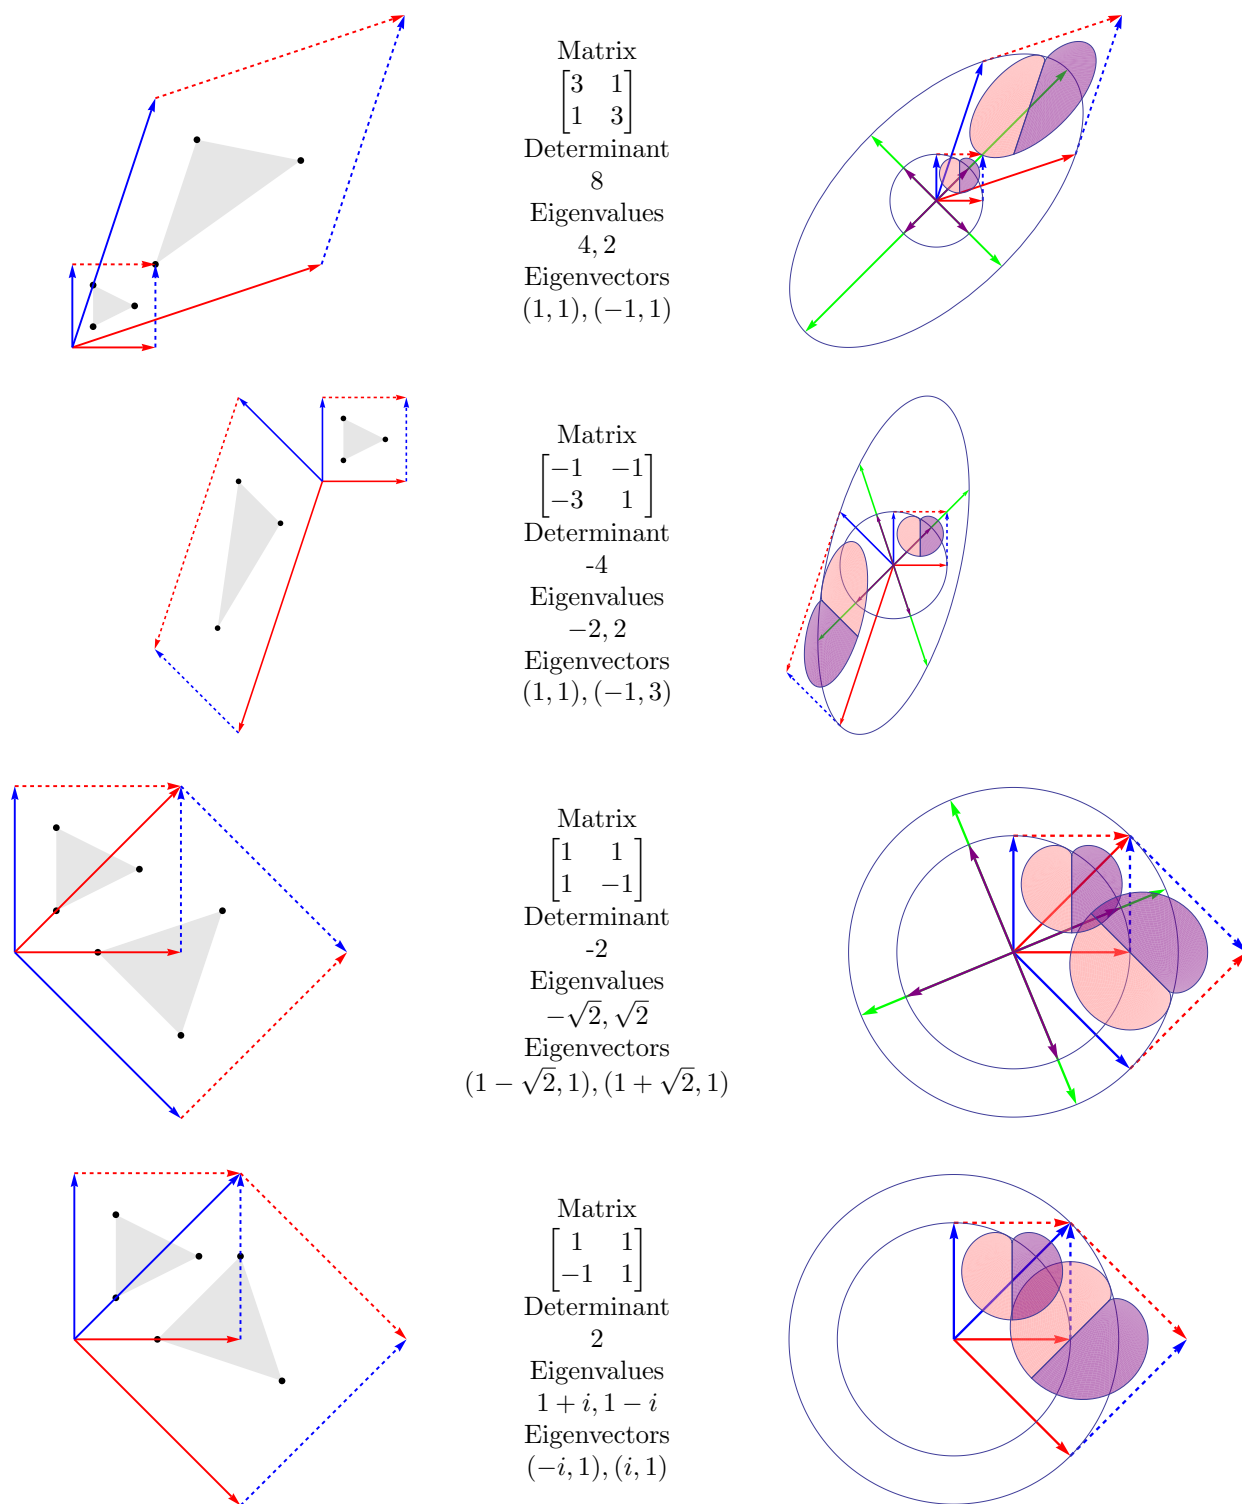 Matrix
[3 1]
[1 3]
Determinant
8
Eigenvalues
4, 2
Eigenvectors
(1, 1), (−1, 1)
Matrix
[−1 −1]
[−3 1]
Determinant
-4
Eigenvalues
−2, 2
Eigenvectors
(1, 1), (−1, 3)
Matrix
[1 1]
[1 −1]
Determinant
-2
Eigenvalues
−√2, √2
Eigenvectors
(1 − √2, 1), (1 + √2, 1)
Matrix
[1 1]
[−1 1]
Determinant
2
Eigenvalues
1 + i, 1 − i
Eigenvectors
(−i, 1), (i, 1)